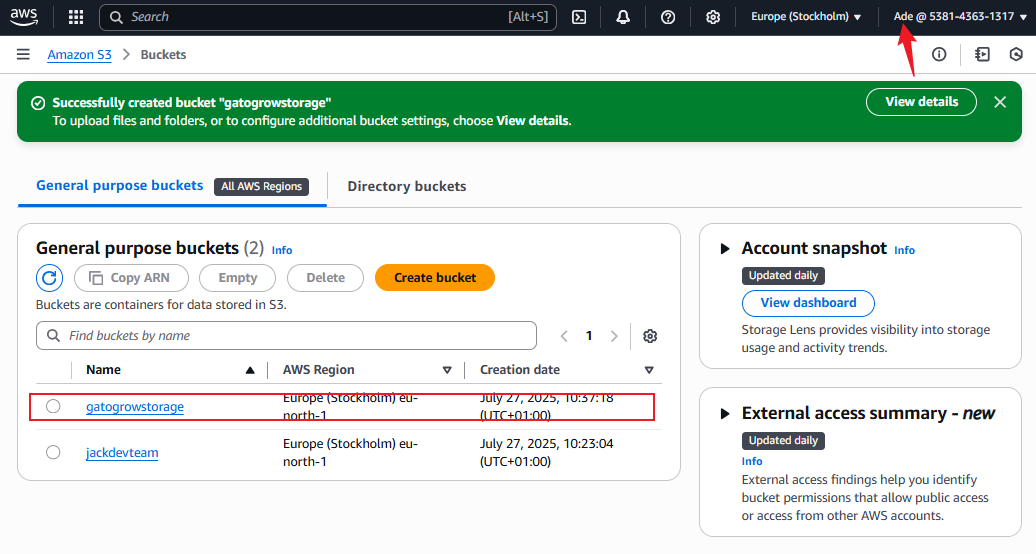 aws
Search [Alt+S]
Europe (Stockholm) ▼
Ade @ 5381-4363-1317 ▼
Amazon S3 > Buckets
Successfully created bucket "gatogrowstorage"
To upload files and folders, or to configure additional bucket settings, choose View details.
View details
General purpose buckets All AWS Regions
Directory buckets
General purpose buckets (2) Info
Copy ARN Empty Delete Create bucket
Buckets are containers for data stored in S3.
Find buckets by name
1
Name AWS Region Creation date
gatogrowstorage
Europe (Stockholm) eu-
north-1
July 27, 2025, 10:37:18
(UTC+01:00)
jackdevteam
Europe (Stockholm) eu-
north-1
July 27, 2025, 10:23:04
(UTC+01:00)
Account snapshot Info
Updated daily
View dashboard
Storage Lens provides visibility into storage
usage and activity trends.
External access summary - new
Updated daily
Info
External access findings help you identify
bucket permissions that allow public access
or access from other AWS accounts.